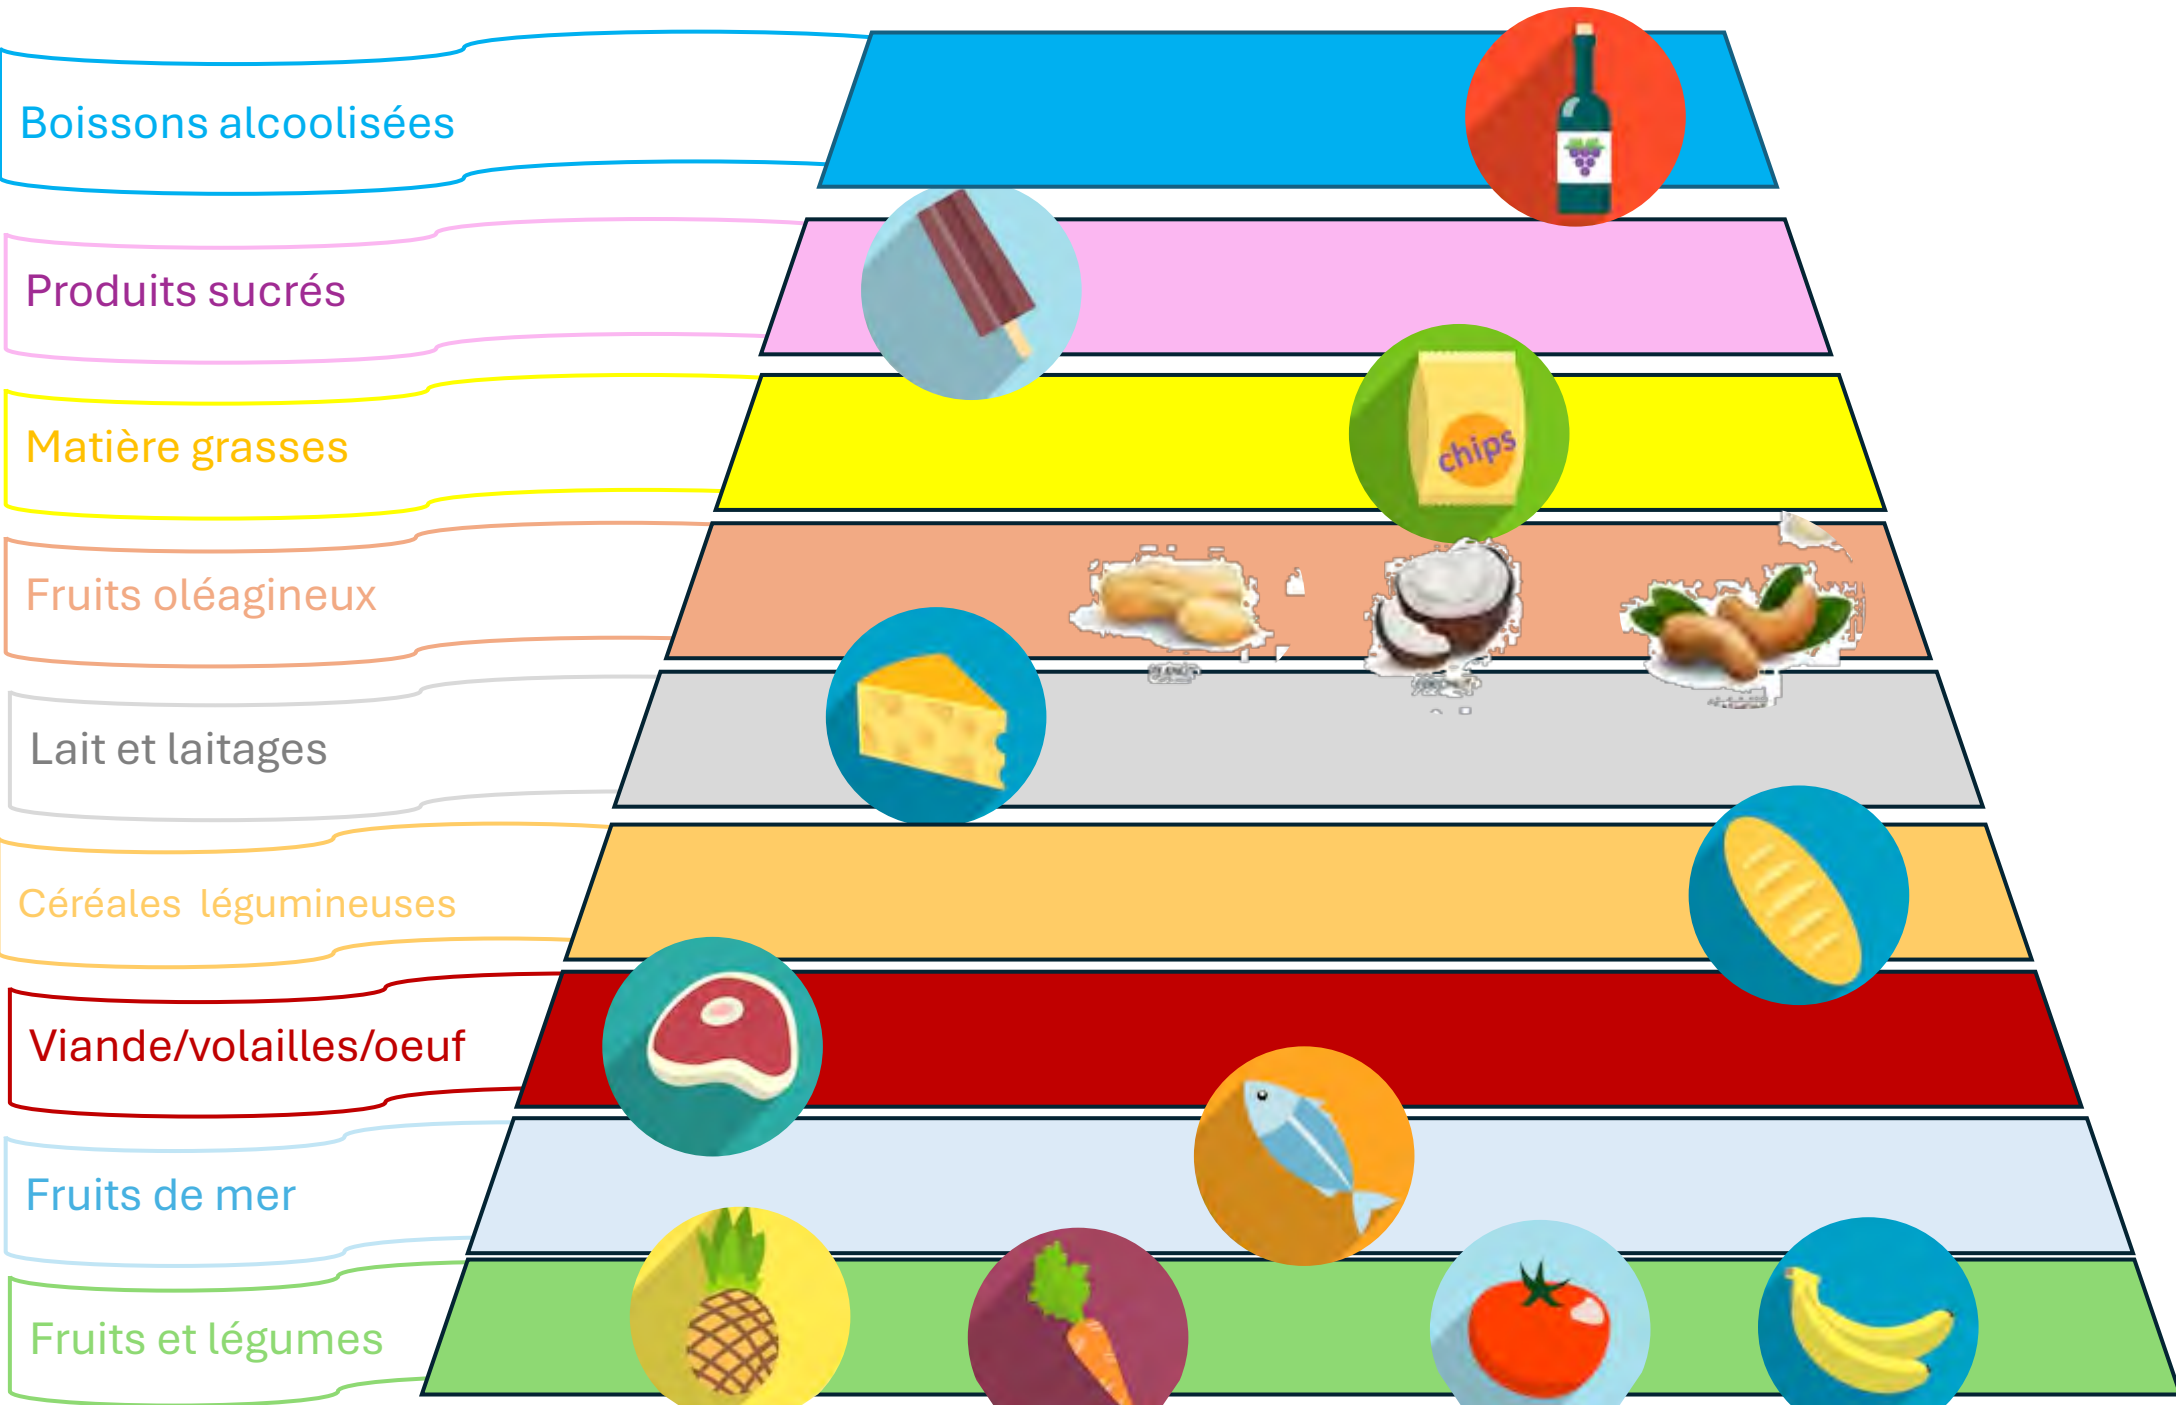 Boissons alcoolisées
Produits sucrés
Matière grasses
chips
Fruits oléagineux
Lait et laitages
Céréales  légumineuses
Viande/volailles/oeuf
Fruits de mer
Fruits et légumes